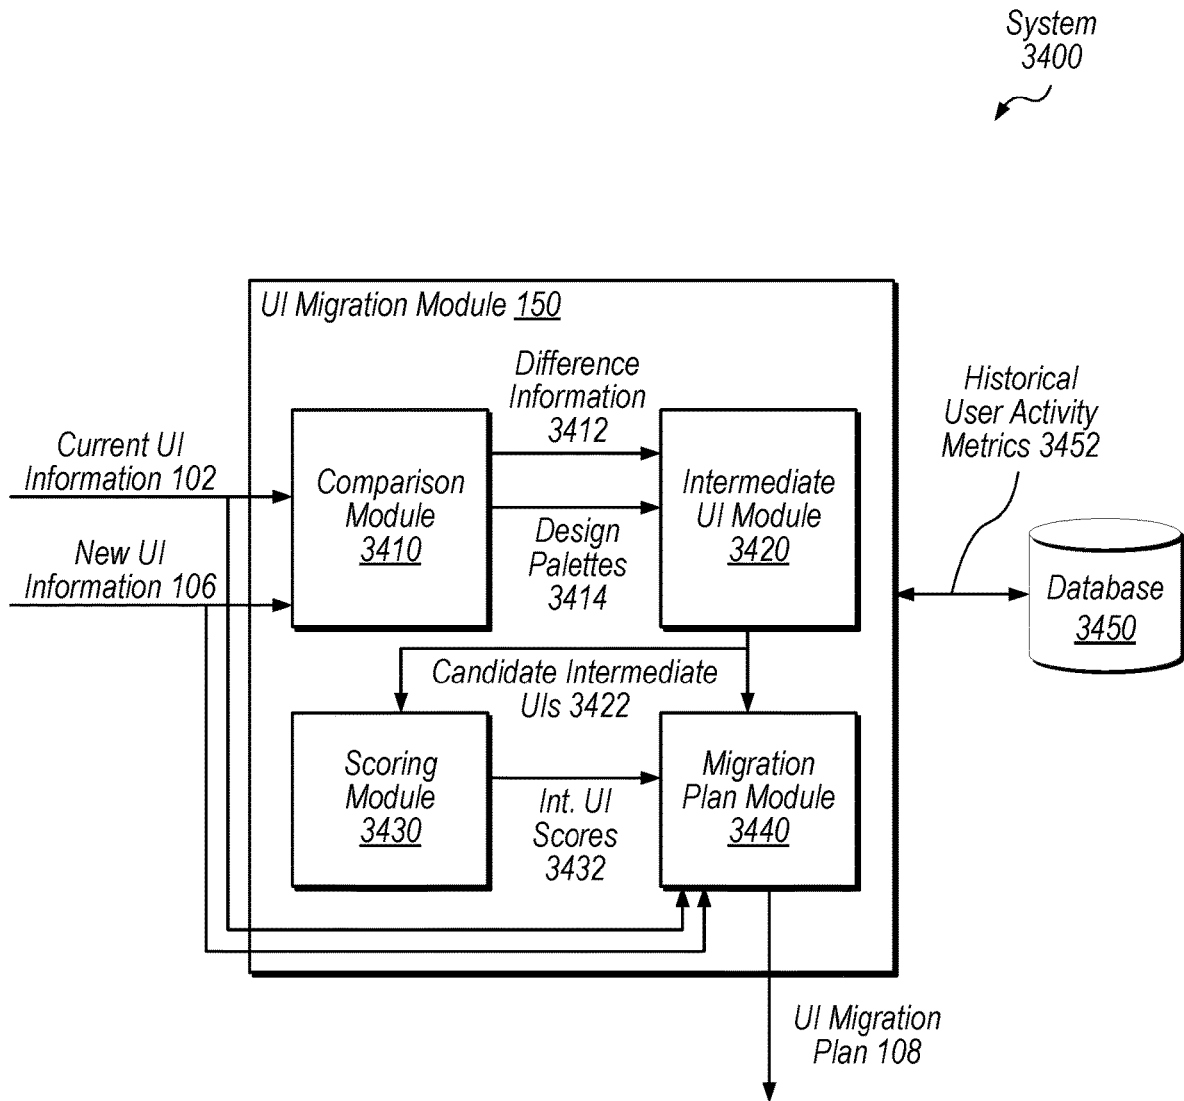 System
3400
UI Migration Module 150
Difference
Information
3412
Historical
User Activity
Metrics 3452
Current UI
Information 102
Comparison
Module
3410
Intermediate
UI Module
3420
Design
Palettes
3414
New UI
Information 106
Database
3450
Candidate Intermediate
UIs 3422
Scoring
Module
3430
Int. UI
Scores
3432
Migration
Plan Module
3440
UI Migration
Plan 108